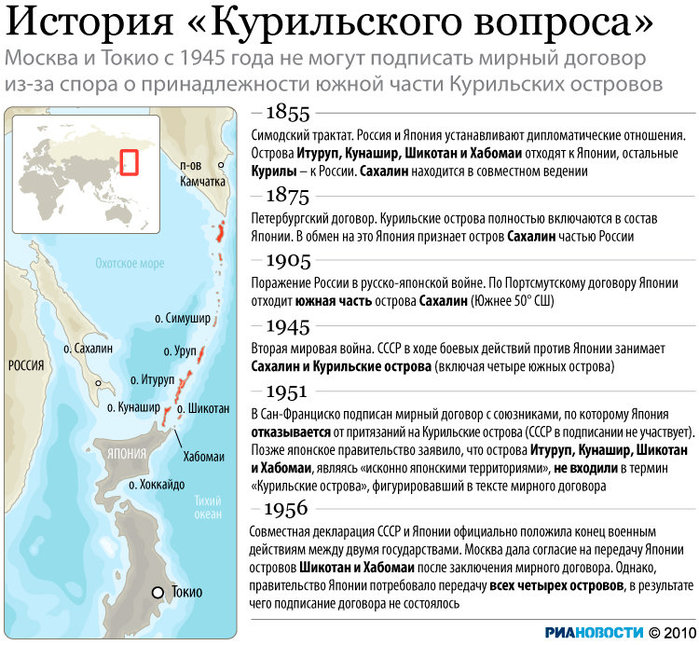 История «Курильского вопроса»
Москва и Токио с 1945 года не могут подписать мирный договор
из-за спора о принадлежности южной части Курильских островов
п-ов
Камчатка
Охотское море
о. Симушир
о. Сахалин
о. Уруп
РОССИЯ
о. Итуруп
о. Кунашир
о. Шикотан
ЯПОНИЯ
Хабомаи
о. Хоккайдо
Тихий
океан
Токио
1855
Симодский трактат. Россия и Япония устанавливают дипломатические отношения.
Острова Итуруп, Кунашир, Шикотан и Хабомаи отходят к Японии, остальные
Курилы – к России. Сахалин находится в совместном ведении
1875
Петербургский договор. Курильские острова полностью включаются в состав
Японии. В обмен на это Япония признает остров Сахалин частью России
1905
Поражение России в русско-японской войне. По Портсмутскому договору Японии
отходит южная часть острова Сахалин (Южнее 50° СШ)
1945
Вторая мировая война. СССР в ходе боевых действий против Японии занимает
Сахалин и Курильские острова (включая четыре южных острова)
1951
В Сан-Франциско подписан мирный договор с союзниками, по которому Япония
отказывается от притязаний на Курильские острова (СССР в подписании не участвует).
Позже японское правительство заявило, что острова Итуруп, Кунашир, Шикотан
и Хабомаи, являясь «исконно японскими территориями», не входили в термин
«Курильские острова», фигурировавший в тексте мирного договора
1956
Совместная декларация СССР и Японии официально положила конец военным
действиям между двумя государствами. Москва дала согласие на передачу Японии
островов Шикотан и Хабомаи после заключения мирного договора. Однако,
правительство Японии потребовало передачу всех четырех островов, в результате
чего подписание договора не состоялось
РИАНОВОСТИ © 2010